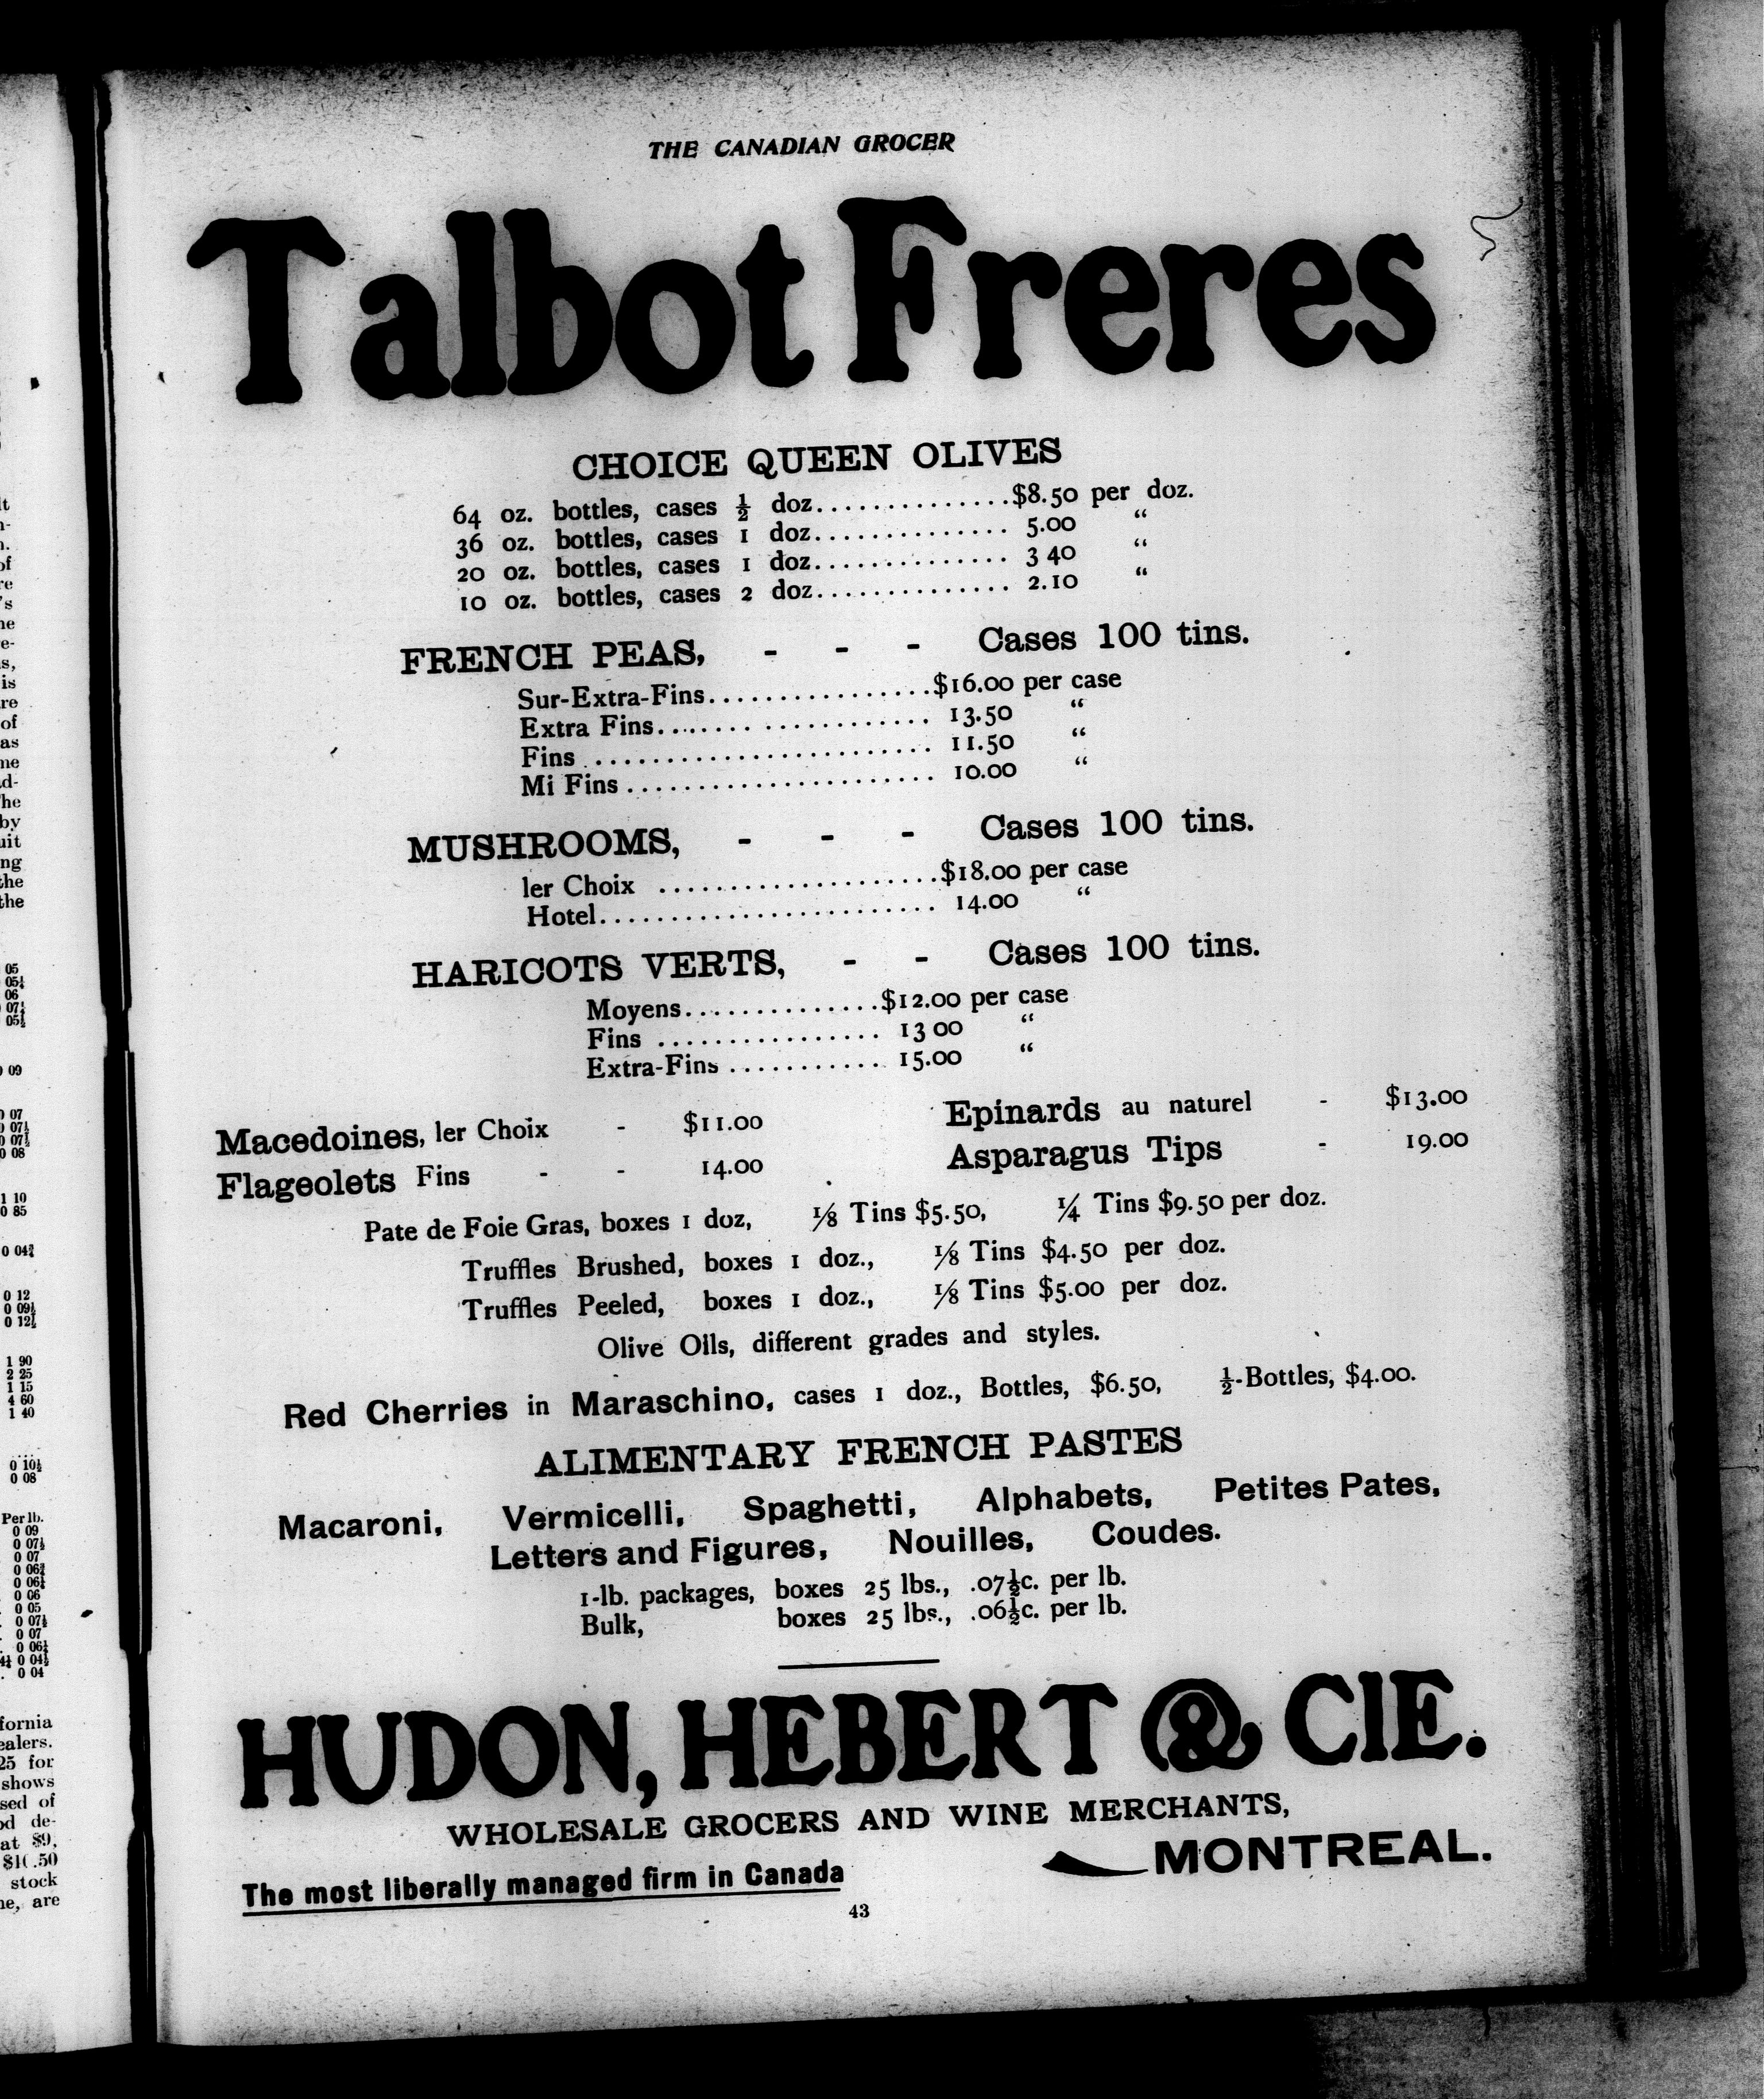 THE CANADIAN GROCER
Talbot Freres
CHOICE QUEEN OLIVES
64 oz. bottles, cases ½ doz..............$8.50 per doz.
36 oz. bottles, cases 1 doz.............. 5.00 “
20 oz. bottles, cases 1 doz.............. 3 40 “
10 oz. bottles, cases 2 doz.............. 2.10 “
FRENCH PEAS, - - - Cases 100 tins.
Sur-Extra-Fins................$16.00 per case
Extra Fins.................... 13.50 “
Fins ........................ 11.50 “
Mi Fins ...................... 10.00 “
MUSHROOMS, - - - Cases 100 tins.
ler Choix ....................$18.00 per case
Hotel........................ 14.00 “
HARICOTS VERTS, - - Cases 100 tins.
Moyens..............$12.00 per case
Fins ................ 13 00 “
Extra-Fins ........... 15.00 “
Macedoines, ler Choix - $11.00
Flageolets Fins - - 14.00
Epinards au naturel - $13.00
Asparagus Tips - 19.00
Pate de Foie Gras, boxes 1 doz, ⅛ Tins $5.50, ¼ Tins $9.50 per doz.
Truffles Brushed, boxes 1 doz., ⅛ Tins $4.50 per doz.
Truffles Peeled, boxes 1 doz., ⅛ Tins $5.00 per doz.
Olive Oils, different grades and styles.
Red Cherries in Maraschino, cases 1 doz., Bottles, $6.50, ½-Bottles, $4.00.
ALIMENTARY FRENCH PASTES
Macaroni, Vermicelli, Spaghetti, Alphabets, Petites Pates,
Letters and Figures, Nouilles, Coudes.
1-lb. packages, boxes 25 lbs., .07½c. per lb.
Bulk, boxes 25 lbs., .06½c. per lb.
HUDON, HEBERT & CIE.
WHOLESALE GROCERS AND WINE MERCHANTS,
MONTREAL.
The most liberally managed firm in Canada
43